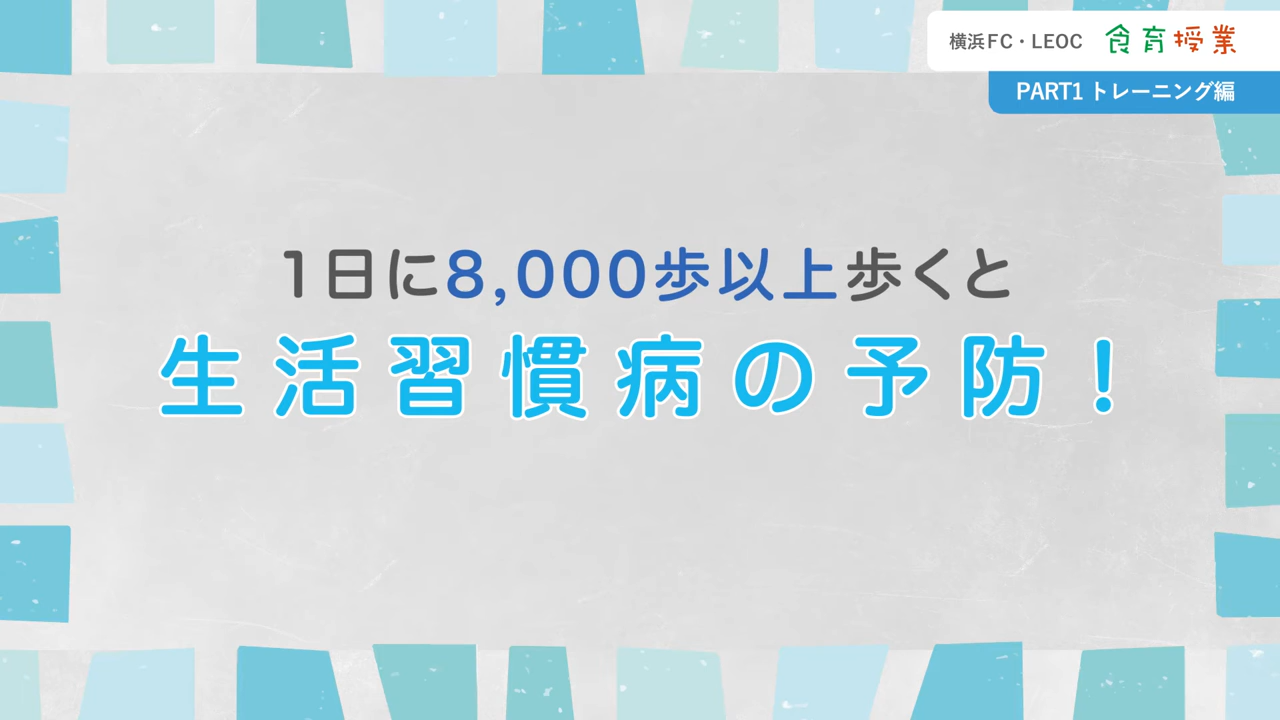 横浜FC・LEOC 食育授業
PART1 トレーニング編
1日に8,000歩以上歩くと
生活習慣病の予防！